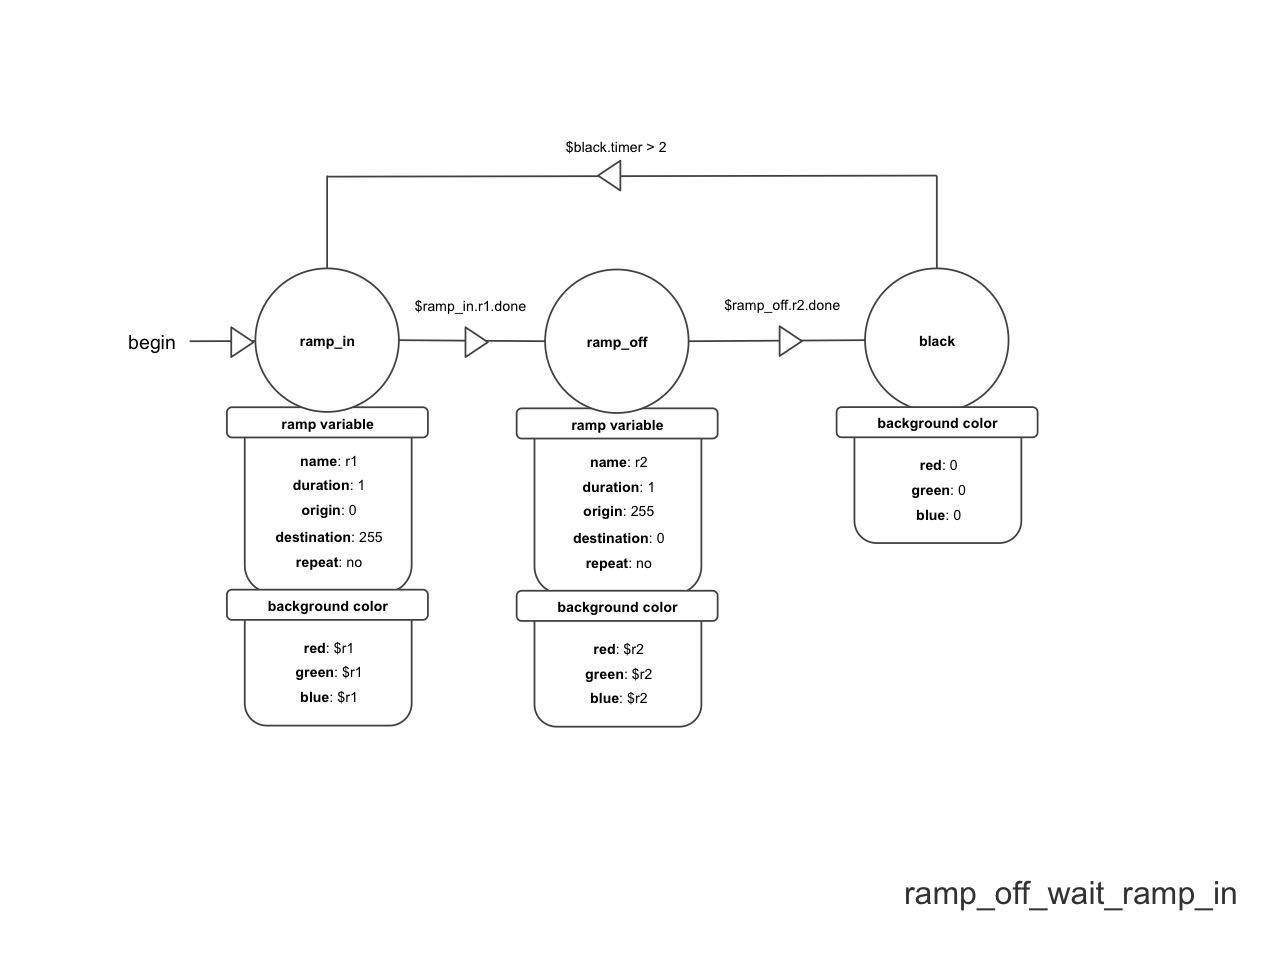 $black.timer > 2
$ramp_in.r1.done
$ramp_off.r2.done
begin
ramp_in
ramp_off
black
ramp variable
name: r1
duration: 1
origin: 0
destination: 255
repeat: no
background color
red: $r1
green: $r1
blue: $r1
ramp variable
name: r2
duration: 1
origin: 255
destination: 0
repeat: no
background color
red: $r2
green: $r2
blue: $r2
background color
red: 0
green: 0
blue: 0
ramp_off_wait_ramp_in